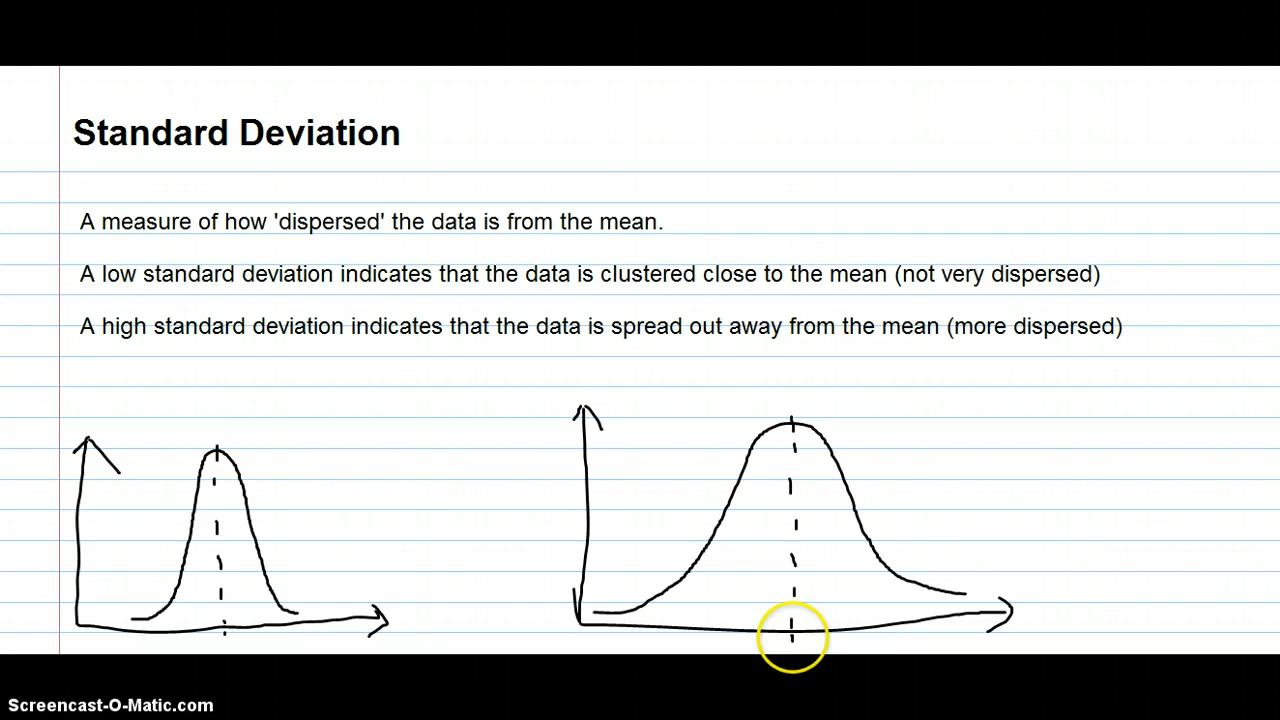 Standard Deviation
A measure of how 'dispersed' the data is from the mean.
A low standard deviation indicates that the data is clustered close to the mean (not very dispersed)
A high standard deviation indicates that the data is spread out away from the mean (more dispersed)
Screencast-O-Matic.com